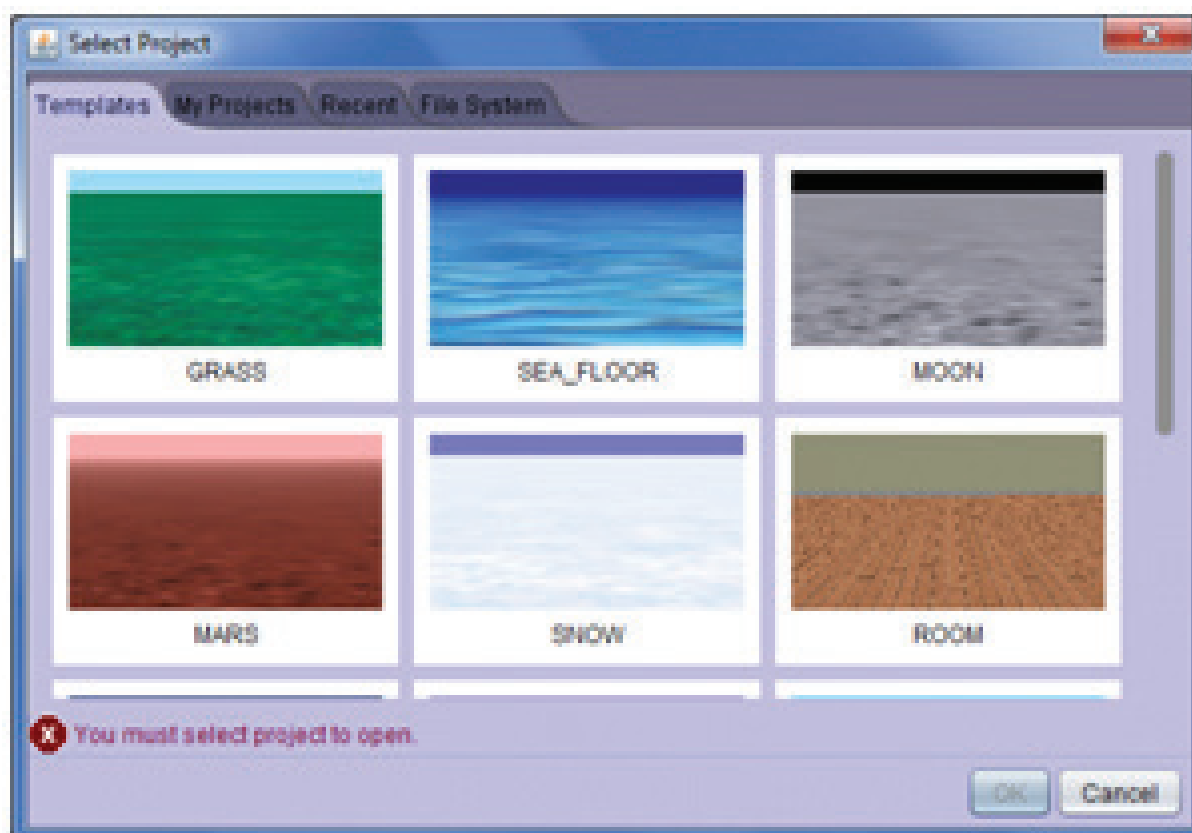 Select Project
Templates My Projects Recent File System
GRASS SEA_FLOOR MOON
MARS SNOW ROOM
You must select project to open.
OK Cancel